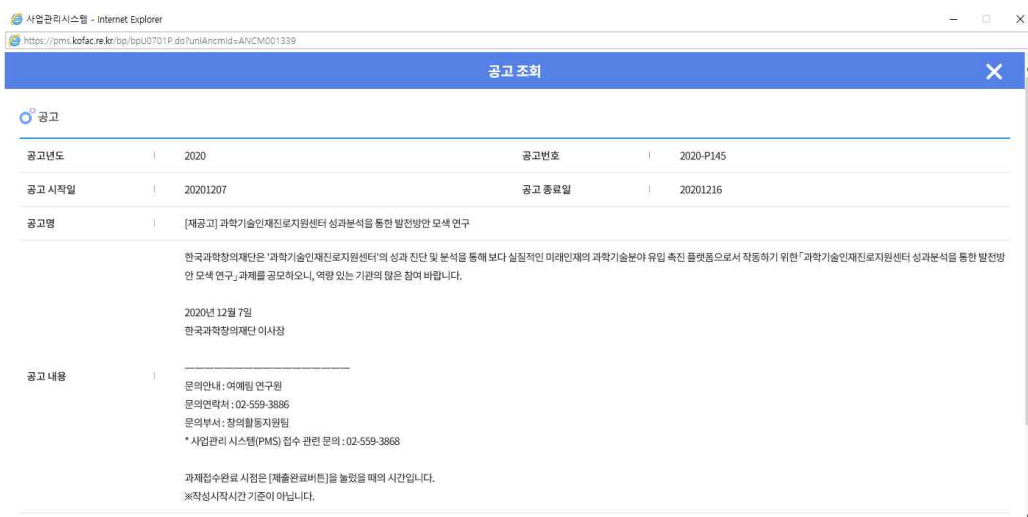 사업관리시스템 - Internet Explorer
https://pms.kofac.re.kr/bp/bpU0701P.do?uniAncmId=ANCM001339
공고 조회
공고
공고년도 2020 공고번호 2020-P145
공고 시작일 20201207 공고 종료일 20201216
공고명 [재공고] 과학기술인재진로지원센터 성과분석을 통한 발전방안 모색 연구
한국과학창의재단은 '과학기술인재진로지원센터'의 성과 진단 및 분석을 통해 보다 실질적인 미래인재의 과학기술분야 유입 촉진 플랫폼으로서 작동하기 위한 「과학기술인재진로지원센터 성과분석을 통한 발전방
안 모색 연구」 과제를 공모하오니, 역량 있는 기관의 많은 참여 바랍니다.
2020년 12월 7일
한국과학창의재단 이사장
공고 내용
문의안내 : 여예림 연구원
문의연락처 : 02-559-3886
문의부서 : 창의활동지원팀
* 사업관리 시스템(PMS) 접수 관련 문의 : 02-559-3868
과제접수완료 시점은 [제출완료버튼]을 눌렀을 때의 시간입니다.
※작성시작시간 기준이 아닙니다.